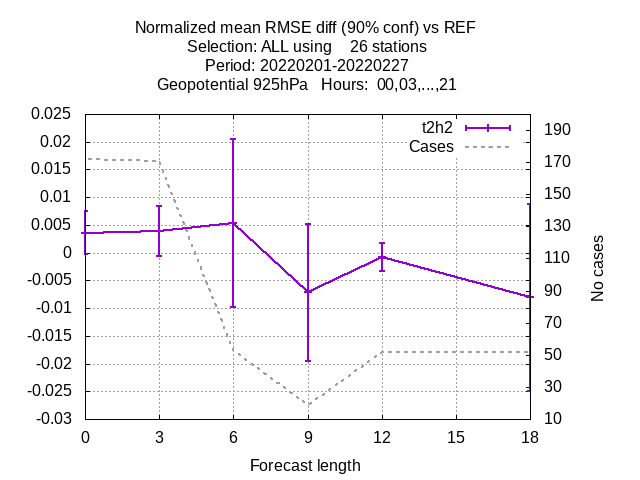 Normalized mean RMSE diff (90% conf) vs REF
Selection: ALL using    26 stations
Period: 20220201-20220227
Geopotential 925hPa   Hours:  00,03,...,21
t2h2
Cases
0.025
0.02
0.015
0.01
0.005
0
-0.005
-0.01
-0.015
-0.02
-0.025
-0.03
190
170
150
130
110
90
70
50
30
10
No cases
0 3 6 9 12 15 18
Forecast length